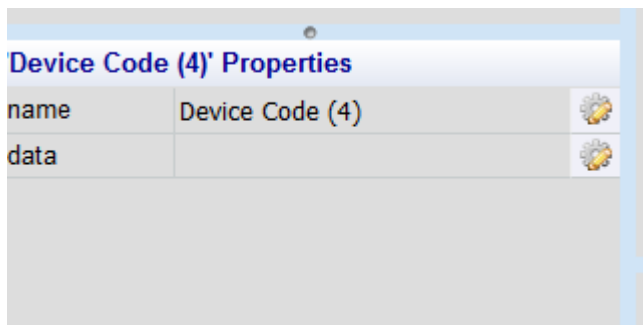 'Device Code (4)' Properties
name Device Code (4)
data